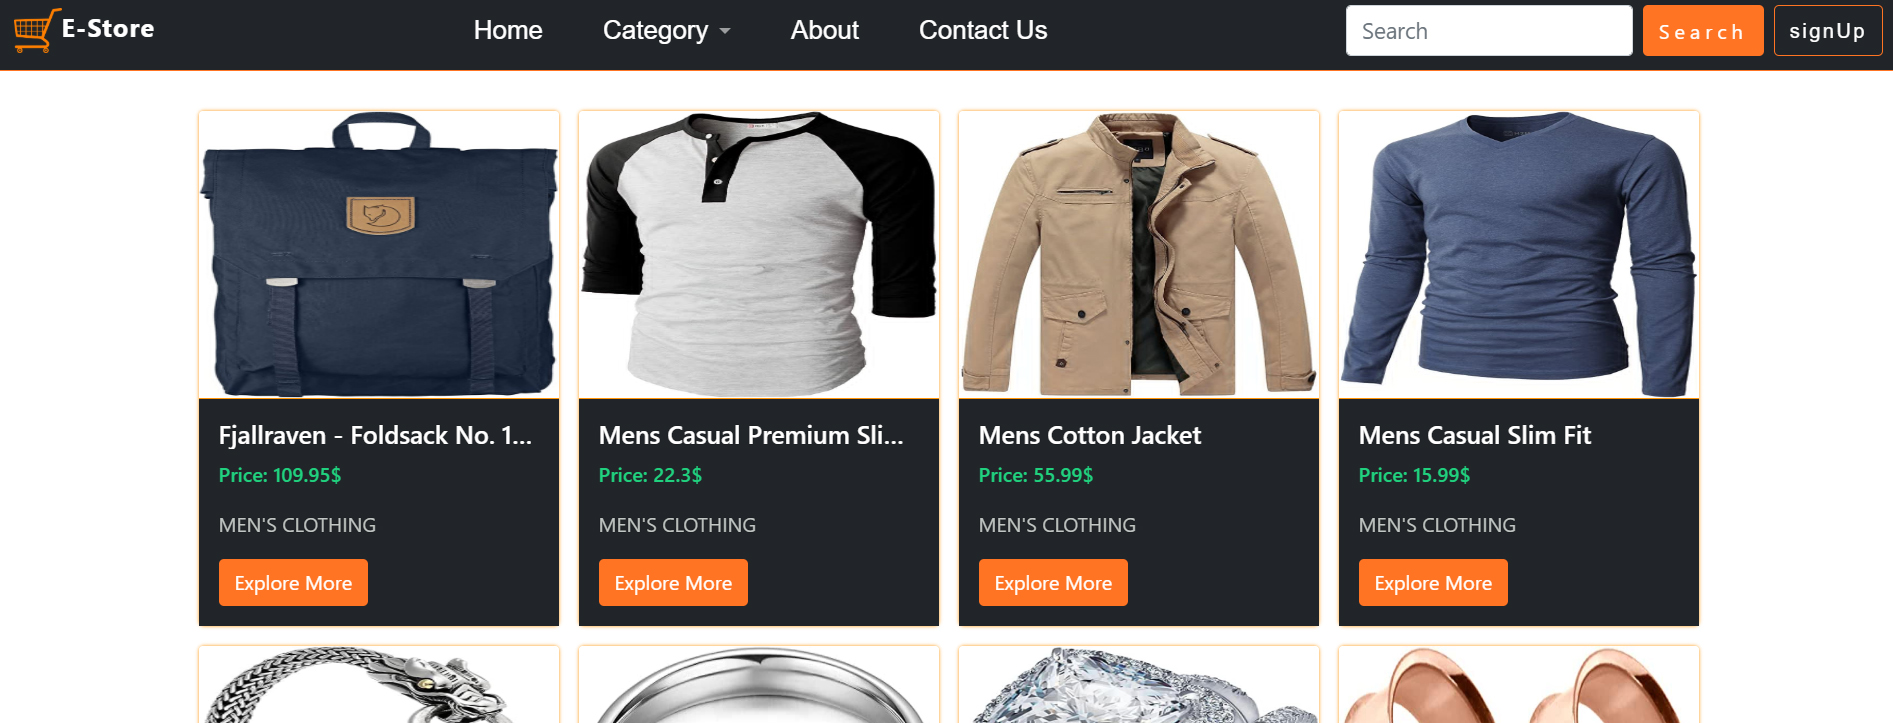 E-Store
Home
Category
About
Contact Us
Search
Search
signUp
Fjallraven - Foldsack No. 1...
Price: 109.95$
MEN'S CLOTHING
Explore More
Mens Casual Premium Sli...
Price: 22.3$
MEN'S CLOTHING
Explore More
Mens Cotton Jacket
Price: 55.99$
MEN'S CLOTHING
Explore More
Mens Casual Slim Fit
Price: 15.99$
MEN'S CLOTHING
Explore More